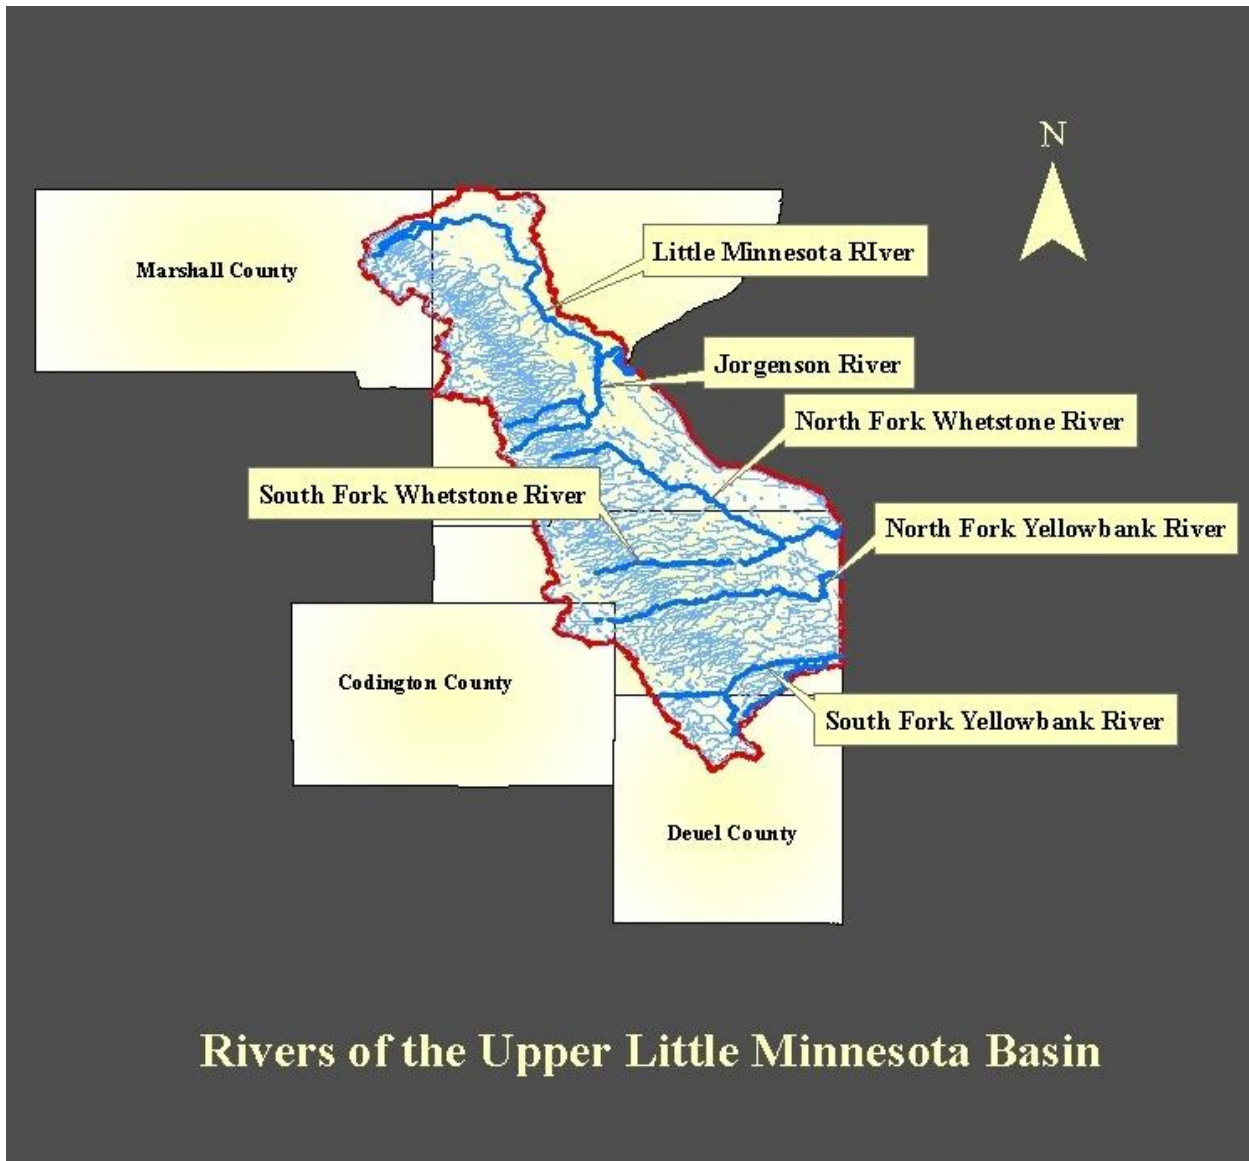 N
Little Minnesota RIver
Marshall County
Jorgenson River
North Fork Whetstone River
South Fork Whetstone River
North Fork Yellowbank River
Codington County
South Fork Yellowbank River
Deuel County
Rivers of the Upper Little Minnesota Basin